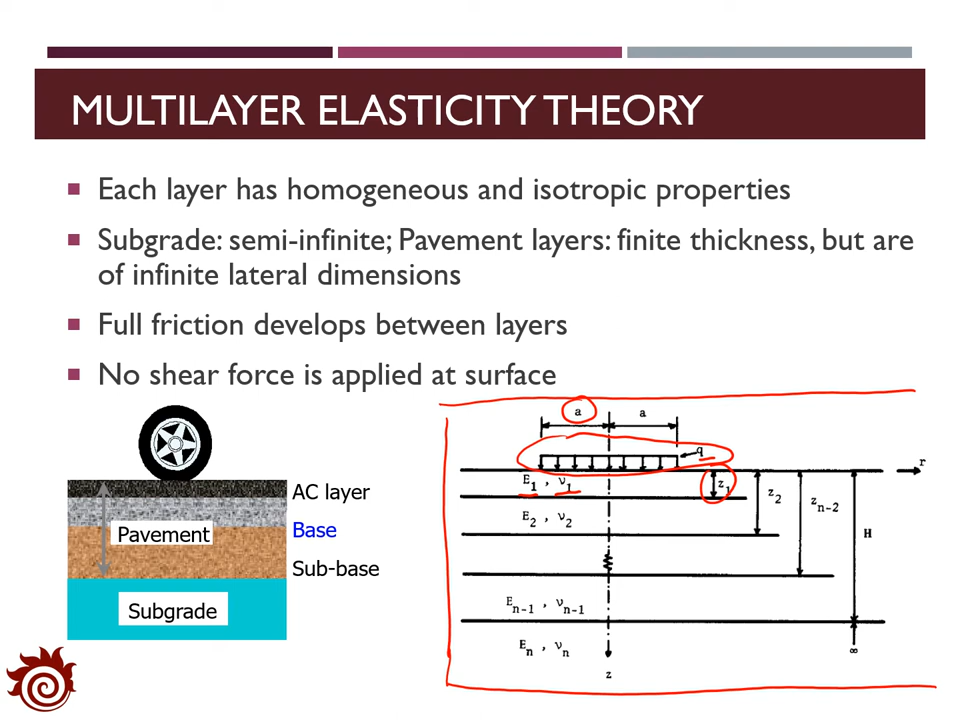 MULTILAYER ELASTICITY THEORY
Each layer has homogeneous and isotropic properties
Subgrade: semi-infinite; Pavement layers: finite thickness, but are
of infinite lateral dimensions
Full friction develops between layers
No shear force is applied at surface
AC layer
Base
Pavement
Sub-base
Subgrade
a a
q
r
E₁ , ν₁ z₁
z₂ zₙ₋₂
E₂ , ν₂
H
Eₙ₋₁ , νₙ₋₁
Eₙ , νₙ ∞
z